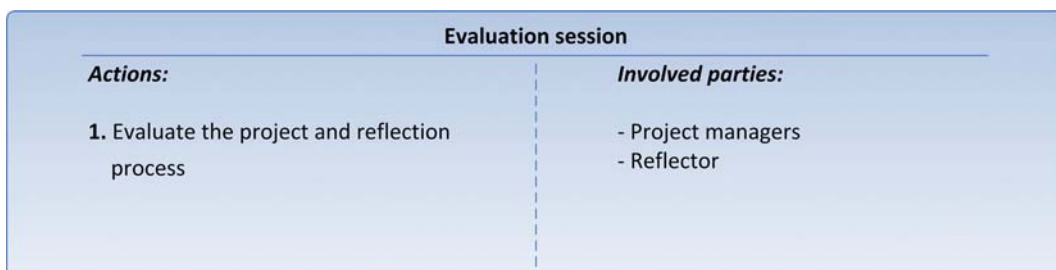 Evaluation session
Actions:
1. Evaluate the project and reflection
process
Involved parties:
- Project managers
- Reflector